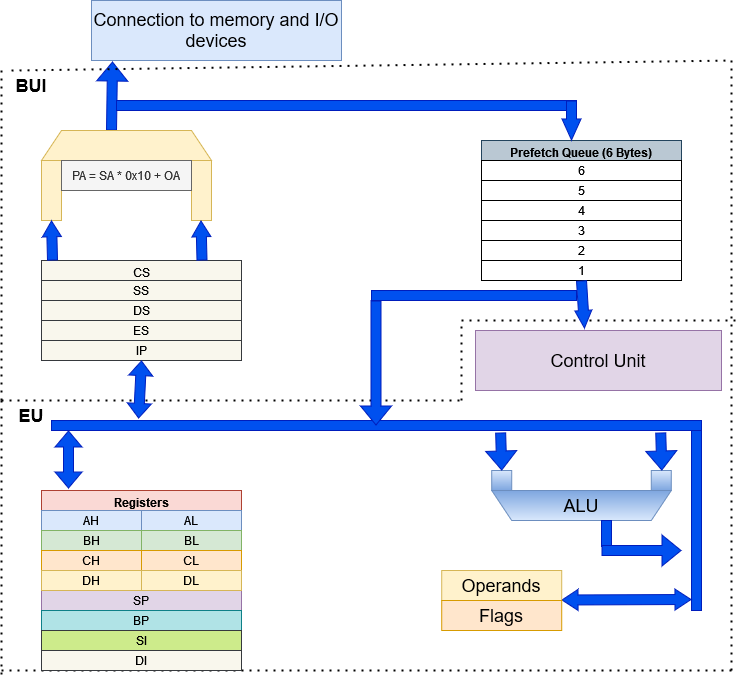 Connection to memory and I/O
devices
BUI
PA = SA * 0x10 + OA
Prefetch Queue (6 Bytes)
6
5
4
3
2
1
CS
SS
DS
ES
IP
Control Unit
EU
Registers
AH AL
BH BL
CH CL
DH DL
SP
BP
SI
DI
ALU
Operands
Flags